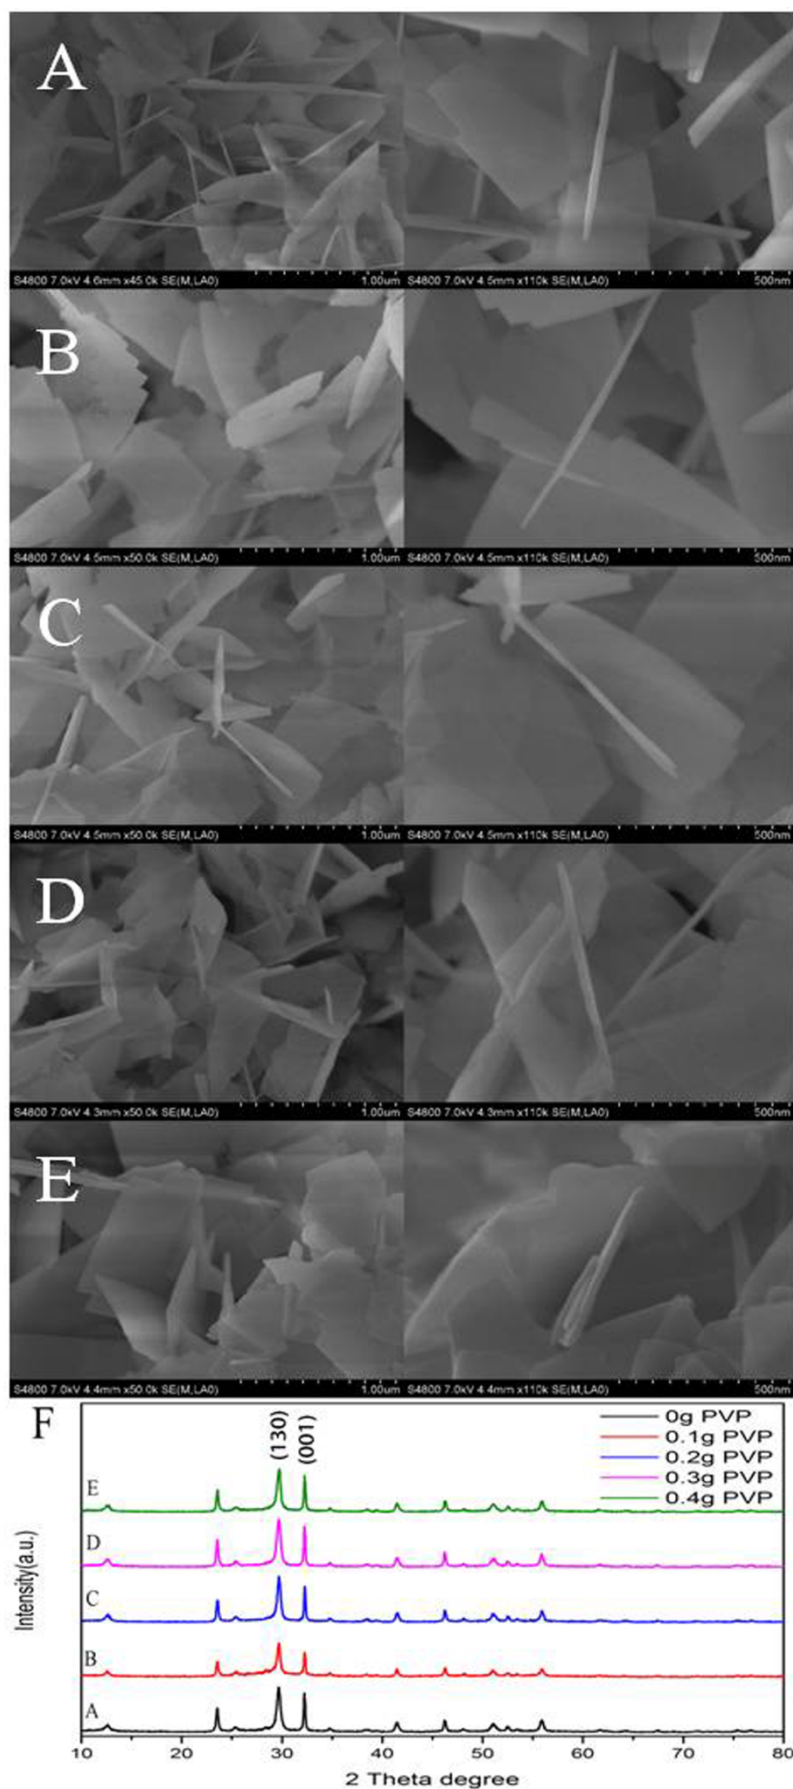 A
S4800 7.0kV 4.6mm x45.0k SE(M,LA0) 1.00um
S4800 7.0kV 4.5mm x110k SE(M,LA0) 500nm
B
S4800 7.0kV 4.5mm x50.0k SE(M,LA0) 1.00um
S4800 7.0kV 4.5mm x110k SE(M,LA0) 500nm
C
S4800 7.0kV 4.5mm x50.0k SE(M,LA0) 1.00um
S4800 7.0kV 4.5mm x110k SE(M,LA0) 500nm
D
S4800 7.0kV 4.3mm x50.0k SE(M,LA0) 1.00um
S4800 7.0kV 4.3mm x110k SE(M,LA0) 500nm
E
S4800 7.0kV 4.4mm x50.0k SE(M,LA0) 1.00um
S4800 7.0kV 4.4mm x110k SE(M,LA0) 500nm
F
(130)
(001)
0g PVP
0.1g PVP
0.2g PVP
0.3g PVP
0.4g PVP
E
D
C
B
A
Intensity(a.u.)
10 20 30 40 50 60 70 80
2 Theta degree